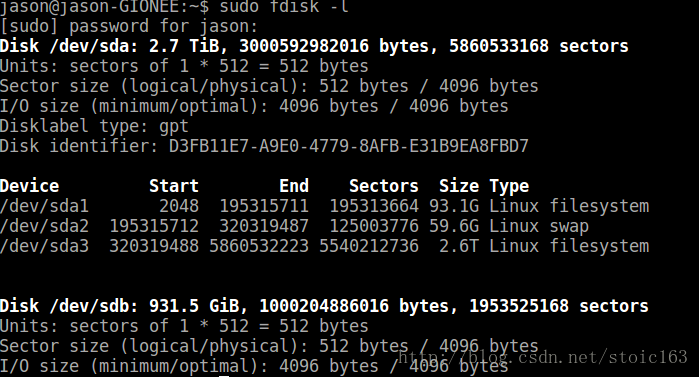 jason@jason-GIONEE:~$ sudo fdisk -l
[sudo] password for jason:
Disk /dev/sda: 2.7 TiB, 3000592982016 bytes, 5860533168 sectors
Units: sectors of 1 * 512 = 512 bytes
Sector size (logical/physical): 512 bytes / 4096 bytes
I/O size (minimum/optimal): 4096 bytes / 4096 bytes
Disklabel type: gpt
Disk identifier: D3FB11E7-A9E0-4779-8AFB-E31B9EA8FBD7
Device Start End Sectors Size Type
/dev/sda1 2048 195315711 195313664 93.1G Linux filesystem
/dev/sda2 195315712 320319487 125003776 59.6G Linux swap
/dev/sda3 320319488 5860532223 5540212736 2.6T Linux filesystem
Disk /dev/sdb: 931.5 GiB, 1000204886016 bytes, 1953525168 sectors
Units: sectors of 1 * 512 = 512 bytes
Sector size (logical/physical): 512 bytes / 4096 bytes
http://blog.csdn.net/stoic163
I/O size (minimum/optimal): 4096 bytes / 4096 bytes